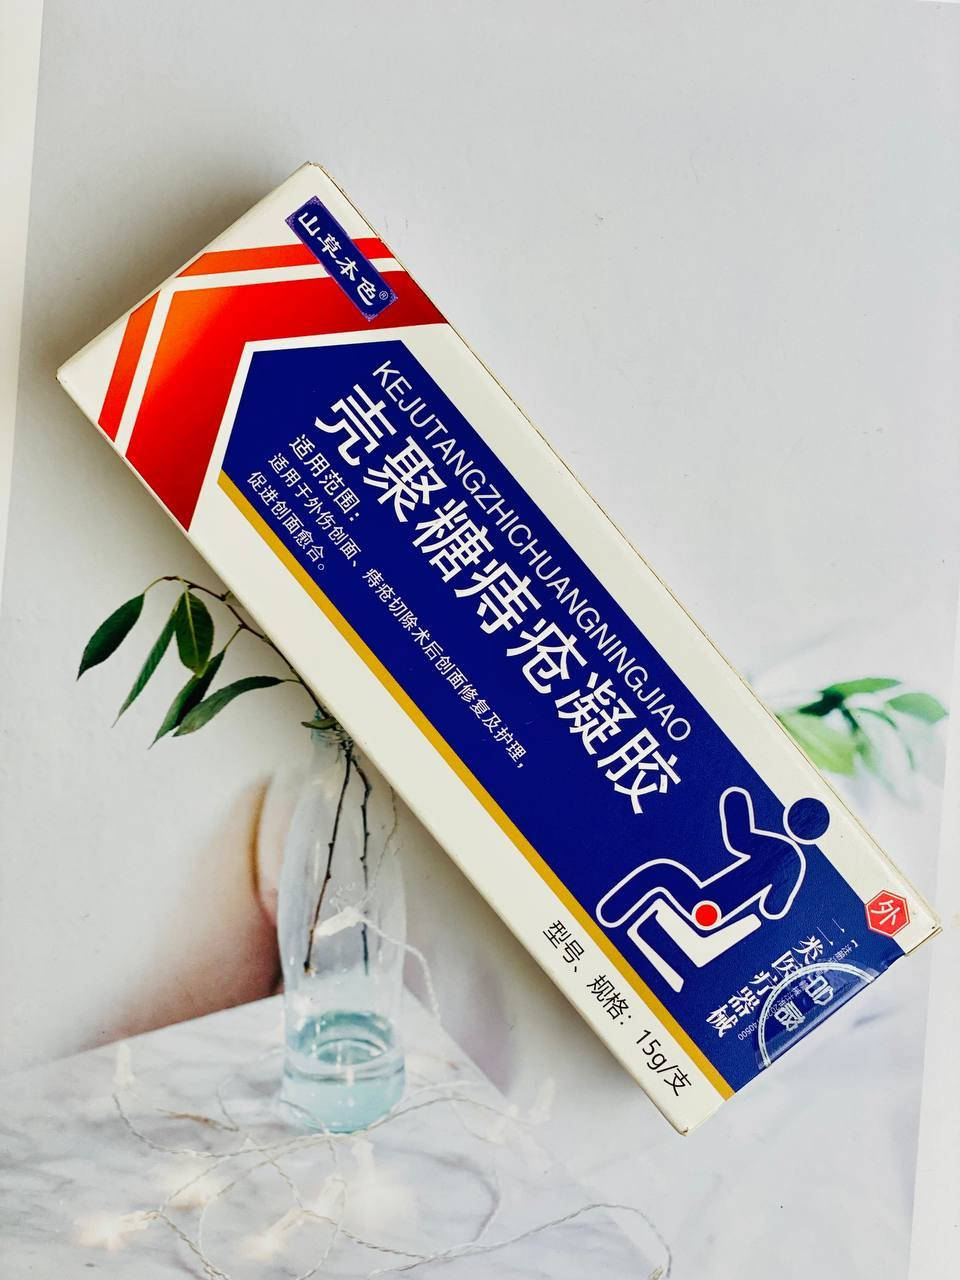 山草本色®
KEJUTANGZHICHUANGNINGJIAO
壳聚糖痔疮凝胶
适用范围：
适用于外伤创面、痔疮切除术后创面修复及护理，
促进创面愈合。
外
二类医疗器械
型号、规格：15g/支